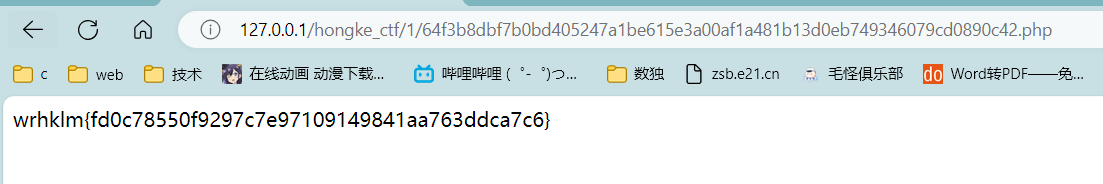 127.0.0.1/hongke_ctf/1/64f3b8dbf7b0bd405247a1be615e3a00af1a481b13d0eb749346079cd0890c42.php
c web 技术 在线动画 动漫下载... 哔哩哔哩 (゜-゜)つ... 数独 zsb.e21.cn 毛怪俱乐部 do Word转PDF——免...
wrhklm{fd0c78550f9297c7e97109149841aa763ddca7c6}